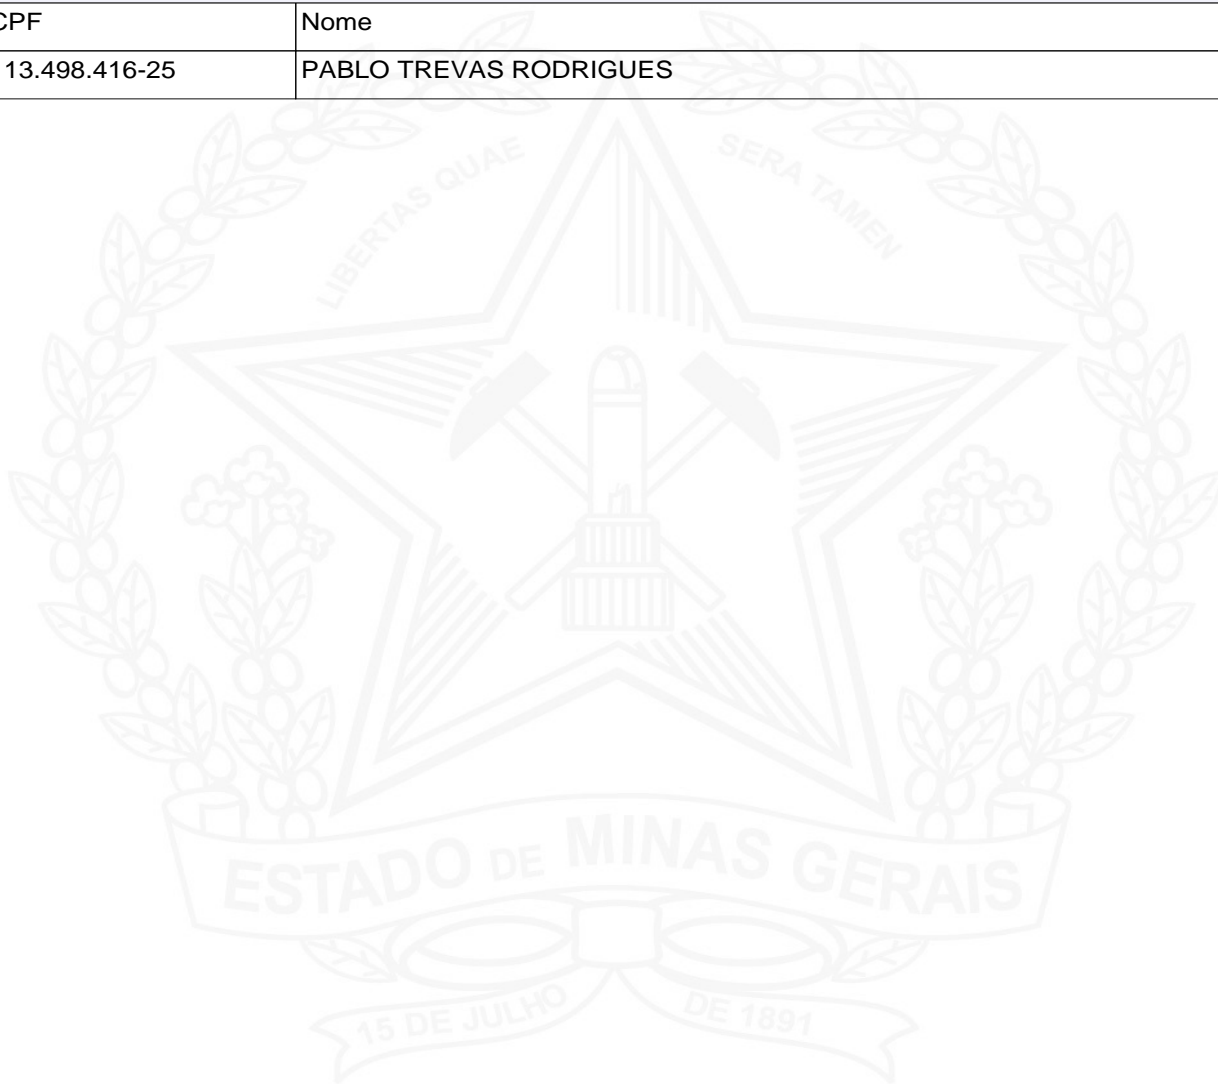 CPF Nome
13.498.416-25 PABLO TREVAS RODRIGUES
LIBERTAS QUAE SERA TAMEN
ESTADO DE MINAS GERAIS
15 DE JULHO DE 1891